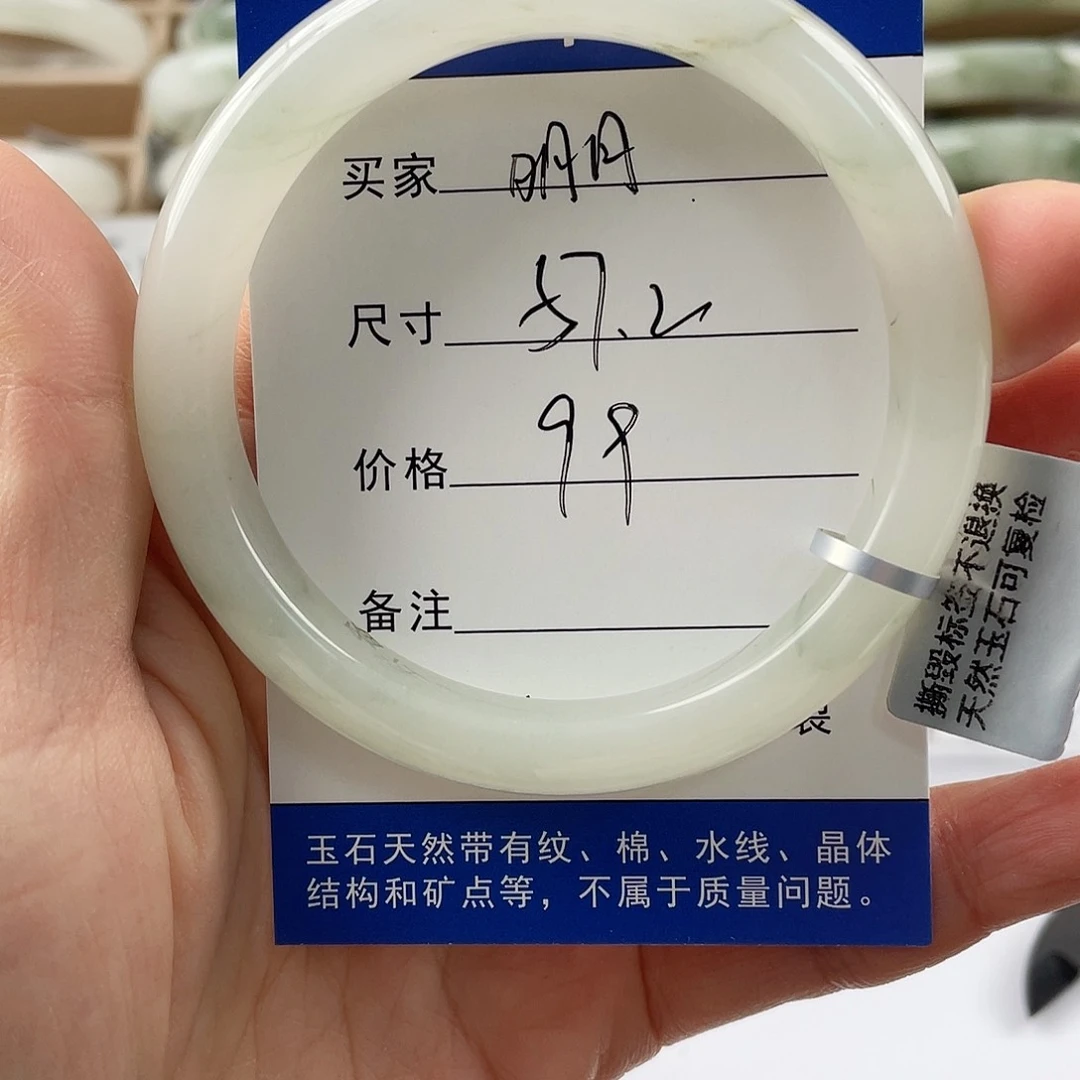 买家 明月
尺寸 57.2
价格 99
备注
玉石天然带有纹、棉、水线、晶体
结构和矿点等，不属于质量问题。
撕毁标签不退换
天然玉石可复检